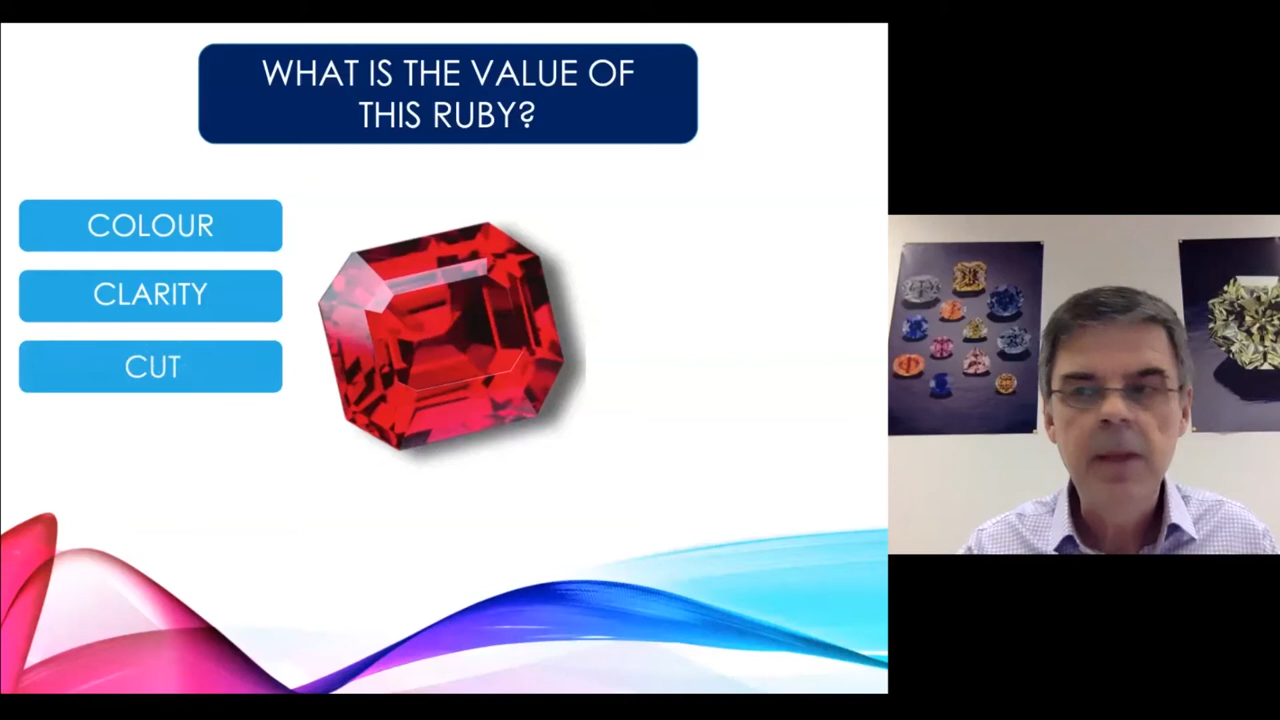 WHAT IS THE VALUE OF
THIS RUBY?
COLOUR
CLARITY
CUT